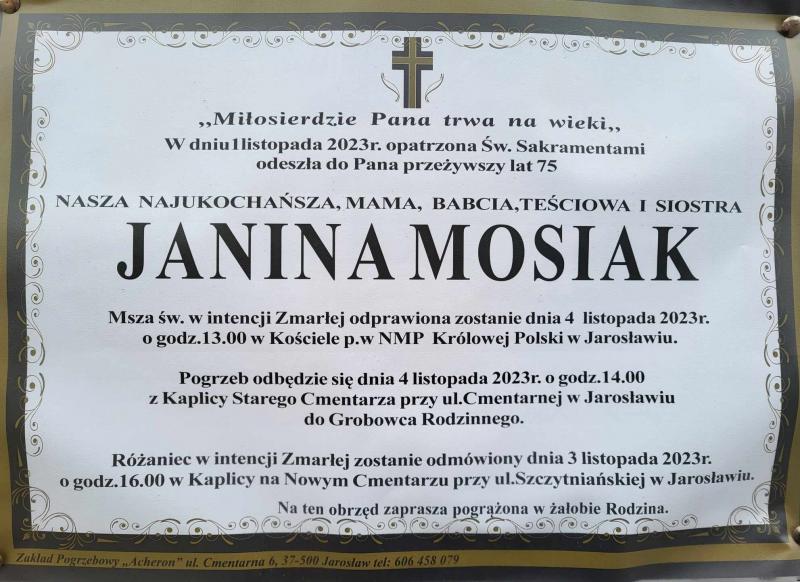 ,,Miłosierdzie Pana trwa na wieki,,
W dniu1listopada 2023r. opatrzona Św. Sakramentami
odeszła do Pana przeżywszy lat 75
NASZA NAJUKOCHAŃSZA, MAMA, BABCIA,TEŚCIOWA I SIOSTRA
JANINA MOSIAK
Msza św. w intencji Zmarłej odprawiona zostanie dnia 4 listopada 2023r.
o godz.13.00 w Kościele p.w NMP Królowej Polski w Jarosławiu.
Pogrzeb odbędzie się dnia 4 listopada 2023r. o godz.14.00
z Kaplicy Starego Cmentarza przy ul.Cmentarnej w Jarosławiu
do Grobowca Rodzinnego.
Różaniec w intencji Zmarłej zostanie odmówiony dnia 3 listopada 2023r.
o godz.16.00 w Kaplicy na Nowym Cmentarzu przy ul.Szczytniańskiej w Jarosławiu.
Na ten obrzęd zaprasza pogrążona w żałobie Rodzina.
Zakład Pogrzebowy „Acheron" ul. Cmentarna 6, 37-500 Jarosław tel: 606 458 079